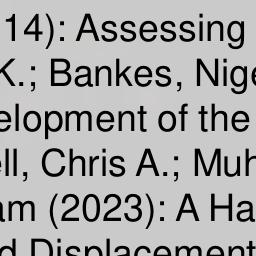 14): Assessing
K.; Bankes, Nige
elopment of the
ell, Chris A.; Muh
am (2023): A Ha
d Displacement